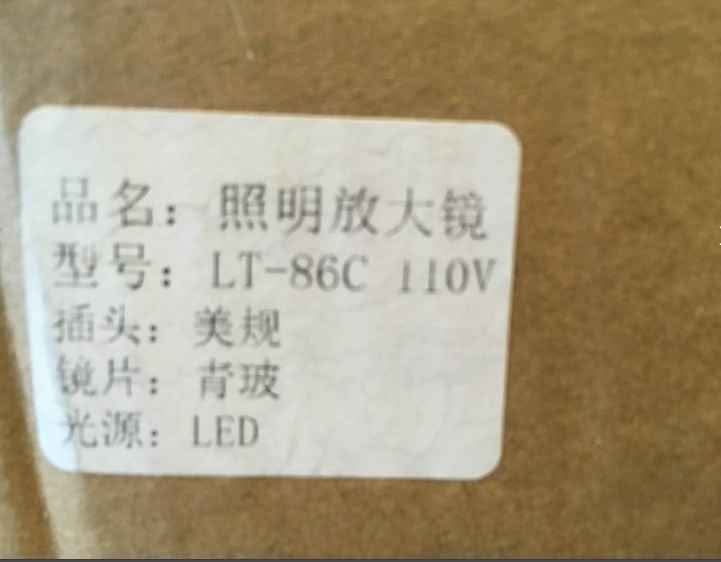 品名：照明放大镜
型号：LT-86C 110V
插头：美规
镜片：青玻
光源：LED